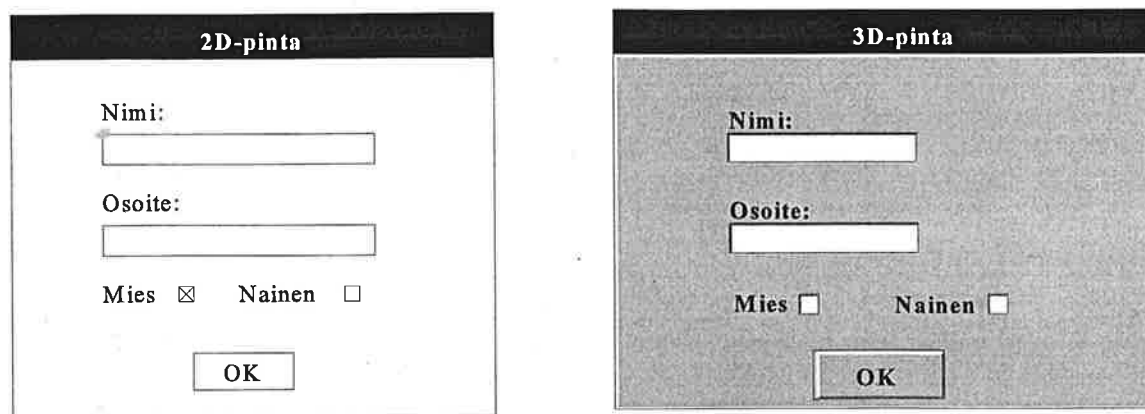 2D-pinta
Nimi:
Osoite:
Mies Nainen
OK
3D-pinta
Nimi:
Osoite:
Mies Nainen
OK